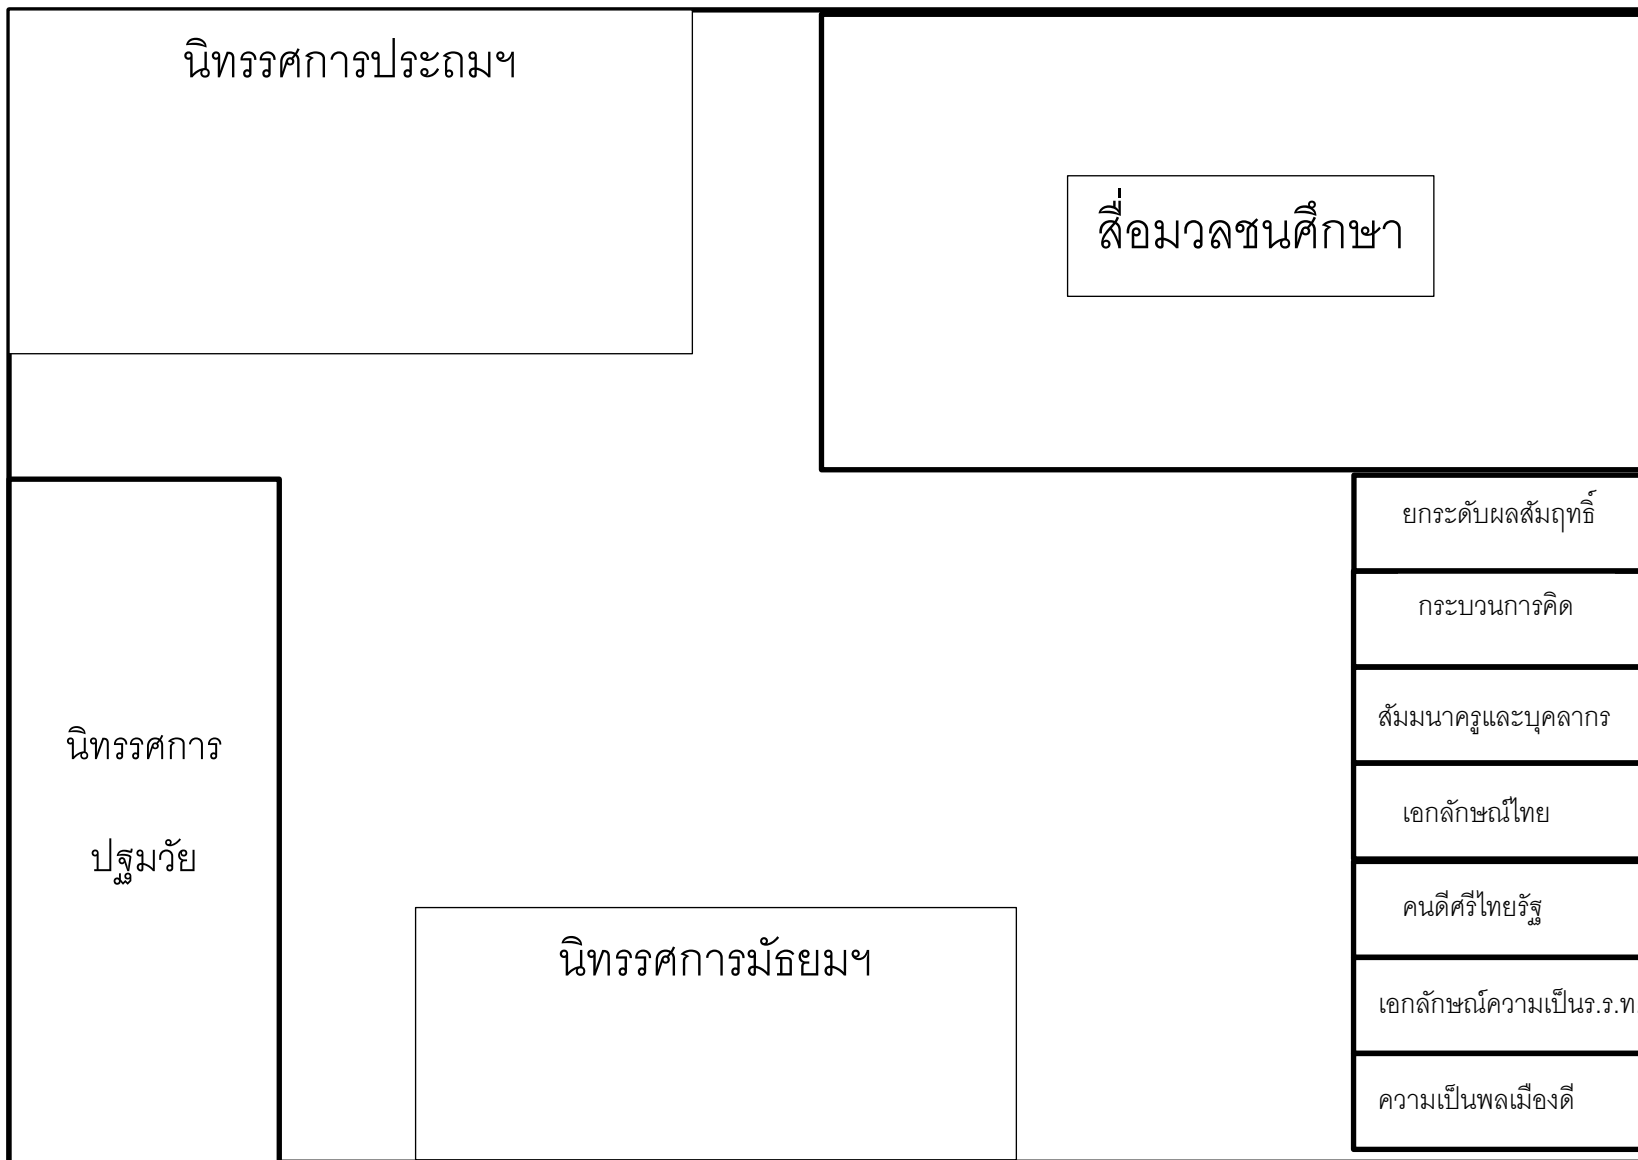 นิทรรศการประถมฯ
สื่อมวลชนศึกษา
ยกระดับผลสัมฤทธิ์
กระบวนการคิด
สัมมนาครูและบุคลากร
เอกลักษณ์ไทย
คนดีศรีไทยรัฐ
เอกลักษณ์ความเป็นร.ร.ท.
ความเป็นพลเมืองดี
นิทรรศการ
ปฐมวัย
นิทรรศการมัธยมฯ